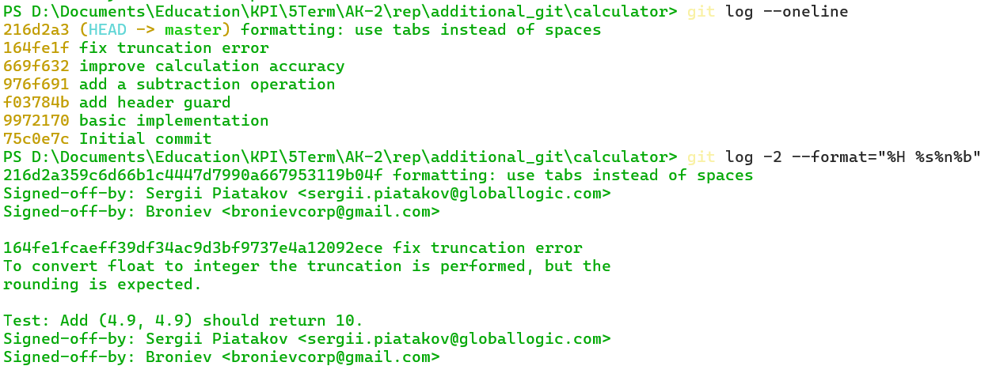 PS D:\Documents\Education\KPI\5Term\AK-2\rep\additional_git\calculator> git log --oneline
216d2a3 (HEAD -> master) formatting: use tabs instead of spaces
164fe1f fix truncation error
669f632 improve calculation accuracy
976f691 add a subtraction operation
f03784b add header guard
9972170 basic implementation
75c0e7c Initial commit
PS D:\Documents\Education\KPI\5Term\AK-2\rep\additional_git\calculator> git log -2 --format="%H %s%n%b"
216d2a359c6d66b1c4447d7990a667953119b04f formatting: use tabs instead of spaces
Signed-off-by: Sergii Piatakov <sergii.piatakov@globallogic.com>
Signed-off-by: Broniev <bronievcorp@gmail.com>
164fe1fcaeff39df34ac9d3bf9737e4a12092ece fix truncation error
To convert float to integer the truncation is performed, but the
rounding is expected.
Test: Add (4.9, 4.9) should return 10.
Signed-off-by: Sergii Piatakov <sergii.piatakov@globallogic.com>
Signed-off-by: Broniev <bronievcorp@gmail.com>